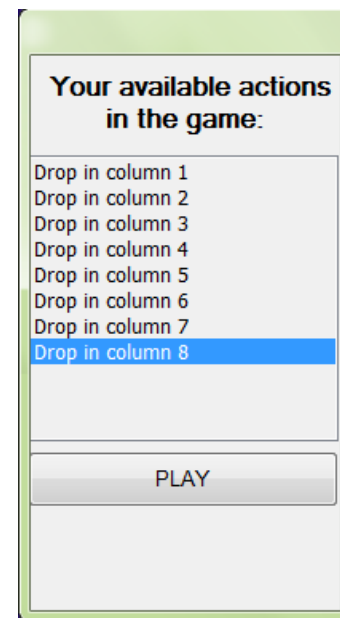 Your available actions
in the game:
Drop in column 1
Drop in column 2
Drop in column 3
Drop in column 4
Drop in column 5
Drop in column 6
Drop in column 7
Drop in column 8
PLAY